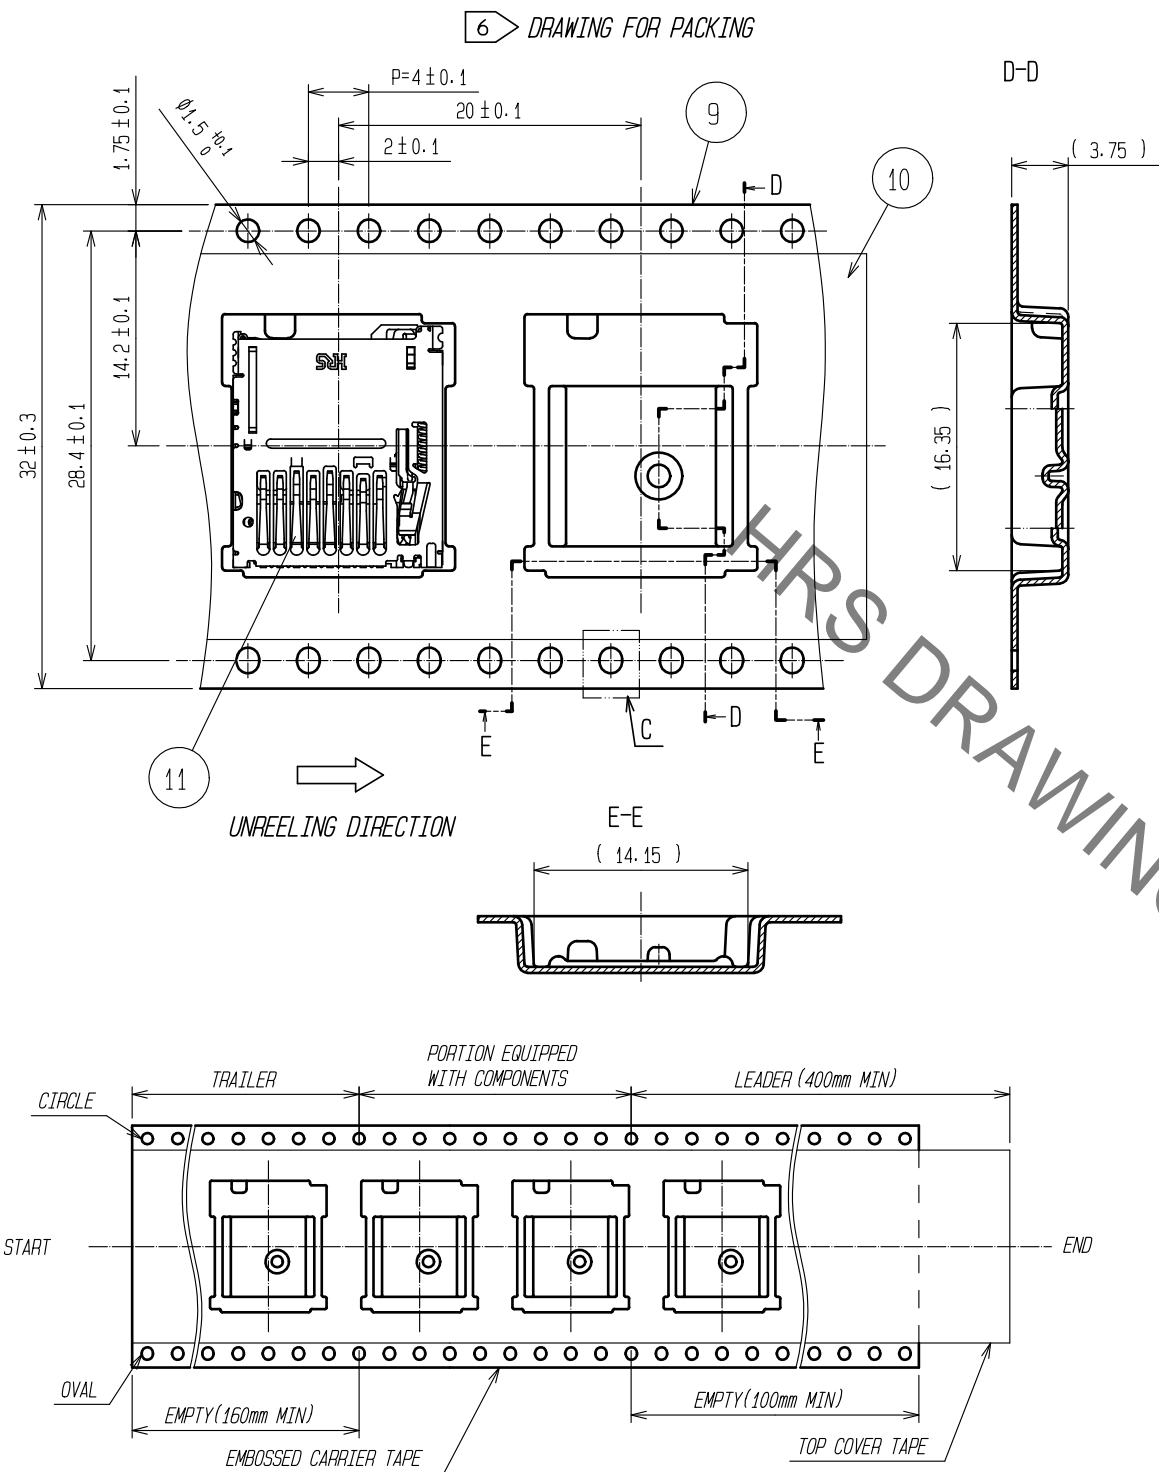 6 DRAWING FOR PACKING
D-D
P=4±0.1
20±0.1
2±0.1
1.75±0.1
Ø1.5 +0.1 0
9
10
D
( 3.75 )
14.2±0.1
28.4±0.1
32±0.3
HRS
( 16.35 )
HRS DRAWING
E
C
D
E
11
UNREELING DIRECTION
E-E
( 14.15 )
PORTION EQUIPPED
WITH COMPONENTS
TRAILER
LEADER (400mm MIN)
CIRCLE
START
END
OVAL
EMPTY(160mm MIN)
EMPTY(100mm MIN)
EMBOSSED CARRIER TAPE
TOP COVER TAPE